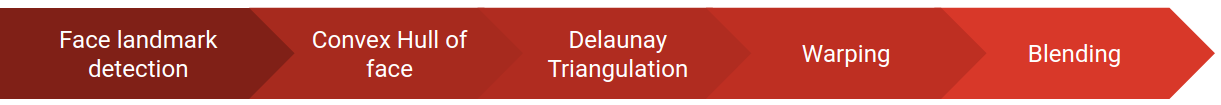 Face landmark
detection
Convex Hull of
face
Delaunay
Triangulation
Warping
Blending